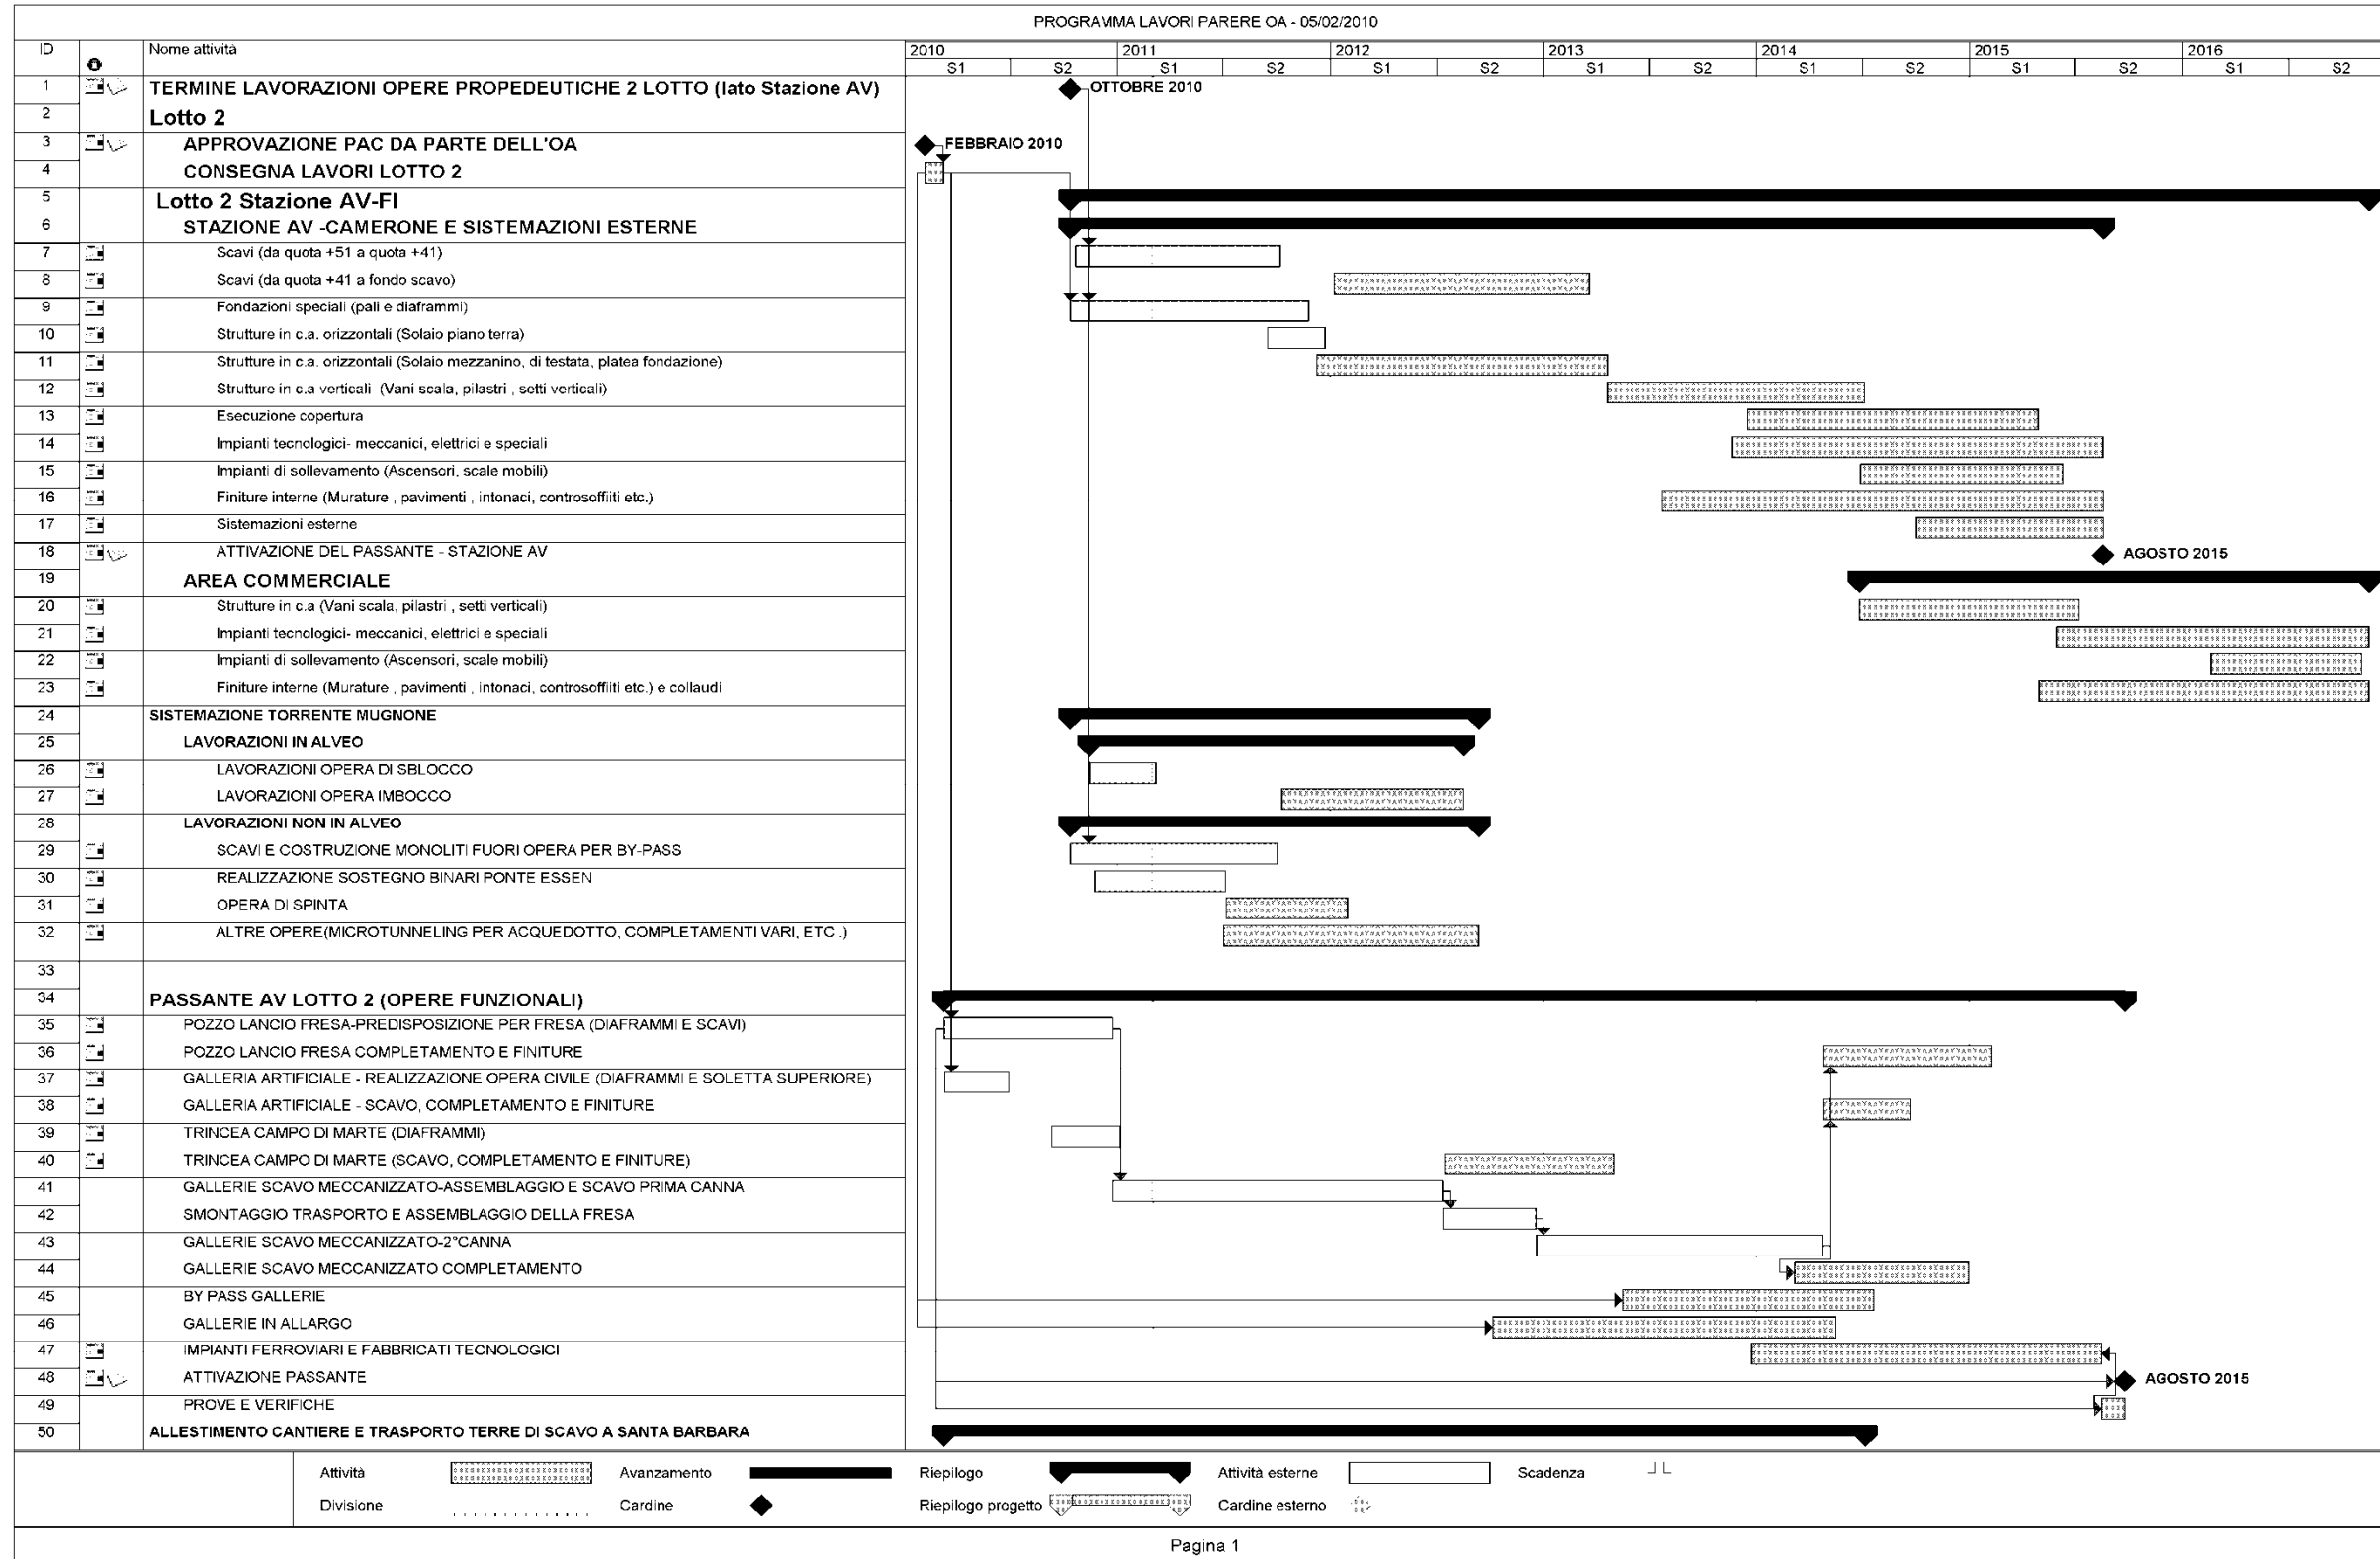 PROGRAMMA LAVORI PARERE OA - 05/02/2010
ID Nome attività 2010 2011 2012 2013 2014 2015 2016
S1 S2 S1 S2 S1 S2 S1 S2 S1 S2 S1 S2 S1 S2
1 TERMINE LAVORAZIONI OPERE PROPEDEUTICHE 2 LOTTO (lato Stazione AV) OTTOBRE 2010
2 Lotto 2
3 APPROVAZIONE PAC DA PARTE DELL'OA FEBBRAIO 2010
4 CONSEGNA LAVORI LOTTO 2
5 Lotto 2 Stazione AV-FI
6 STAZIONE AV -CAMERONE E SISTEMAZIONI ESTERNE
7 Scavi (da quota +51 a quota +41)
8 Scavi (da quota +41 a fondo scavo)
9 Fondazioni speciali (pali e diaframmi)
10 Strutture in c.a. orizzontali (Solaio piano terra)
11 Strutture in c.a. orizzontali (Solaio mezzanino, di testata, platea fondazione)
12 Strutture in c.a verticali (Vani scala, pilastri , setti verticali)
13 Esecuzione copertura
14 Impianti tecnologici- meccanici, elettrici e speciali
15 Impianti di sollevamento (Ascensori, scale mobili)
16 Finiture interne (Murature , pavimenti , intonaci, controsoffiiti etc.)
17 Sistemazioni esterne
18 ATTIVAZIONE DEL PASSANTE - STAZIONE AV AGOSTO 2015
19 AREA COMMERCIALE
20 Strutture in c.a (Vani scala, pilastri , setti verticali)
21 Impianti tecnologici- meccanici, elettrici e speciali
22 Impianti di sollevamento (Ascensori, scale mobili)
23 Finiture interne (Murature , pavimenti , intonaci, controsoffiiti etc.) e collaudi
24 SISTEMAZIONE TORRENTE MUGNONE
25 LAVORAZIONI IN ALVEO
26 LAVORAZIONI OPERA DI SBLOCCO
27 LAVORAZIONI OPERA IMBOCCO
28 LAVORAZIONI NON IN ALVEO
29 SCAVI E COSTRUZIONE MONOLITI FUORI OPERA PER BY-PASS
30 REALIZZAZIONE SOSTEGNO BINARI PONTE ESSEN
31 OPERA DI SPINTA
32 ALTRE OPERE(MICROTUNNELING PER ACQUEDOTTO, COMPLETAMENTI VARI, ETC..)
33
34 PASSANTE AV LOTTO 2 (OPERE FUNZIONALI)
35 POZZO LANCIO FRESA-PREDISPOSIZIONE PER FRESA (DIAFRAMMI E SCAVI)
36 POZZO LANCIO FRESA COMPLETAMENTO E FINITURE
37 GALLERIA ARTIFICIALE - REALIZZAZIONE OPERA CIVILE (DIAFRAMMI E SOLETTA SUPERIORE)
38 GALLERIA ARTIFICIALE - SCAVO, COMPLETAMENTO E FINITURE
39 TRINCEA CAMPO DI MARTE (DIAFRAMMI)
40 TRINCEA CAMPO DI MARTE (SCAVO, COMPLETAMENTO E FINITURE)
41 GALLERIE SCAVO MECCANIZZATO-ASSEMBLAGGIO E SCAVO PRIMA CANNA
42 SMONTAGGIO TRASPORTO E ASSEMBLAGGIO DELLA FRESA
43 GALLERIE SCAVO MECCANIZZATO-2°CANNA
44 GALLERIE SCAVO MECCANIZZATO COMPLETAMENTO
45 BY PASS GALLERIE
46 GALLERIE IN ALLARGO
47 IMPIANTI FERROVIARI E FABBRICATI TECNOLOGICI
48 ATTIVAZIONE PASSANTE AGOSTO 2015
49 PROVE E VERIFICHE
50 ALLESTIMENTO CANTIERE E TRASPORTO TERRE DI SCAVO A SANTA BARBARA
Attività Avanzamento Riepilogo Attività esterne Scadenza
Divisione Cardine Riepilogo progetto Cardine esterno
Pagina 1